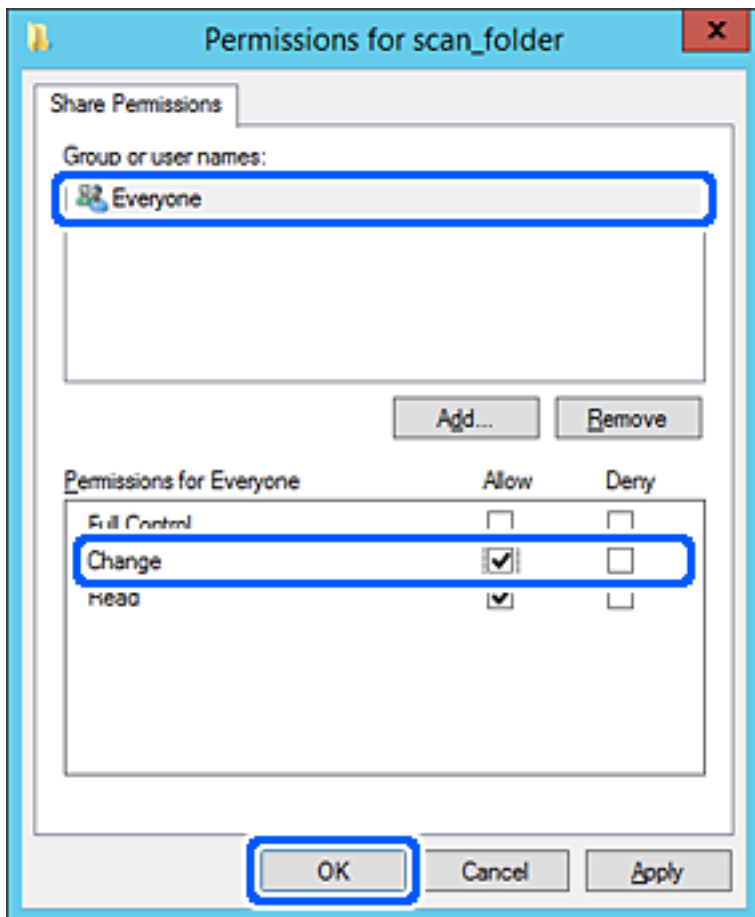 Permissions for scan_folder
x
Share Permissions
Group or user names:
Everyone
Add... Remove
Permissions for Everyone Allow Deny
Full Control
Change
Read
OK Cancel Apply